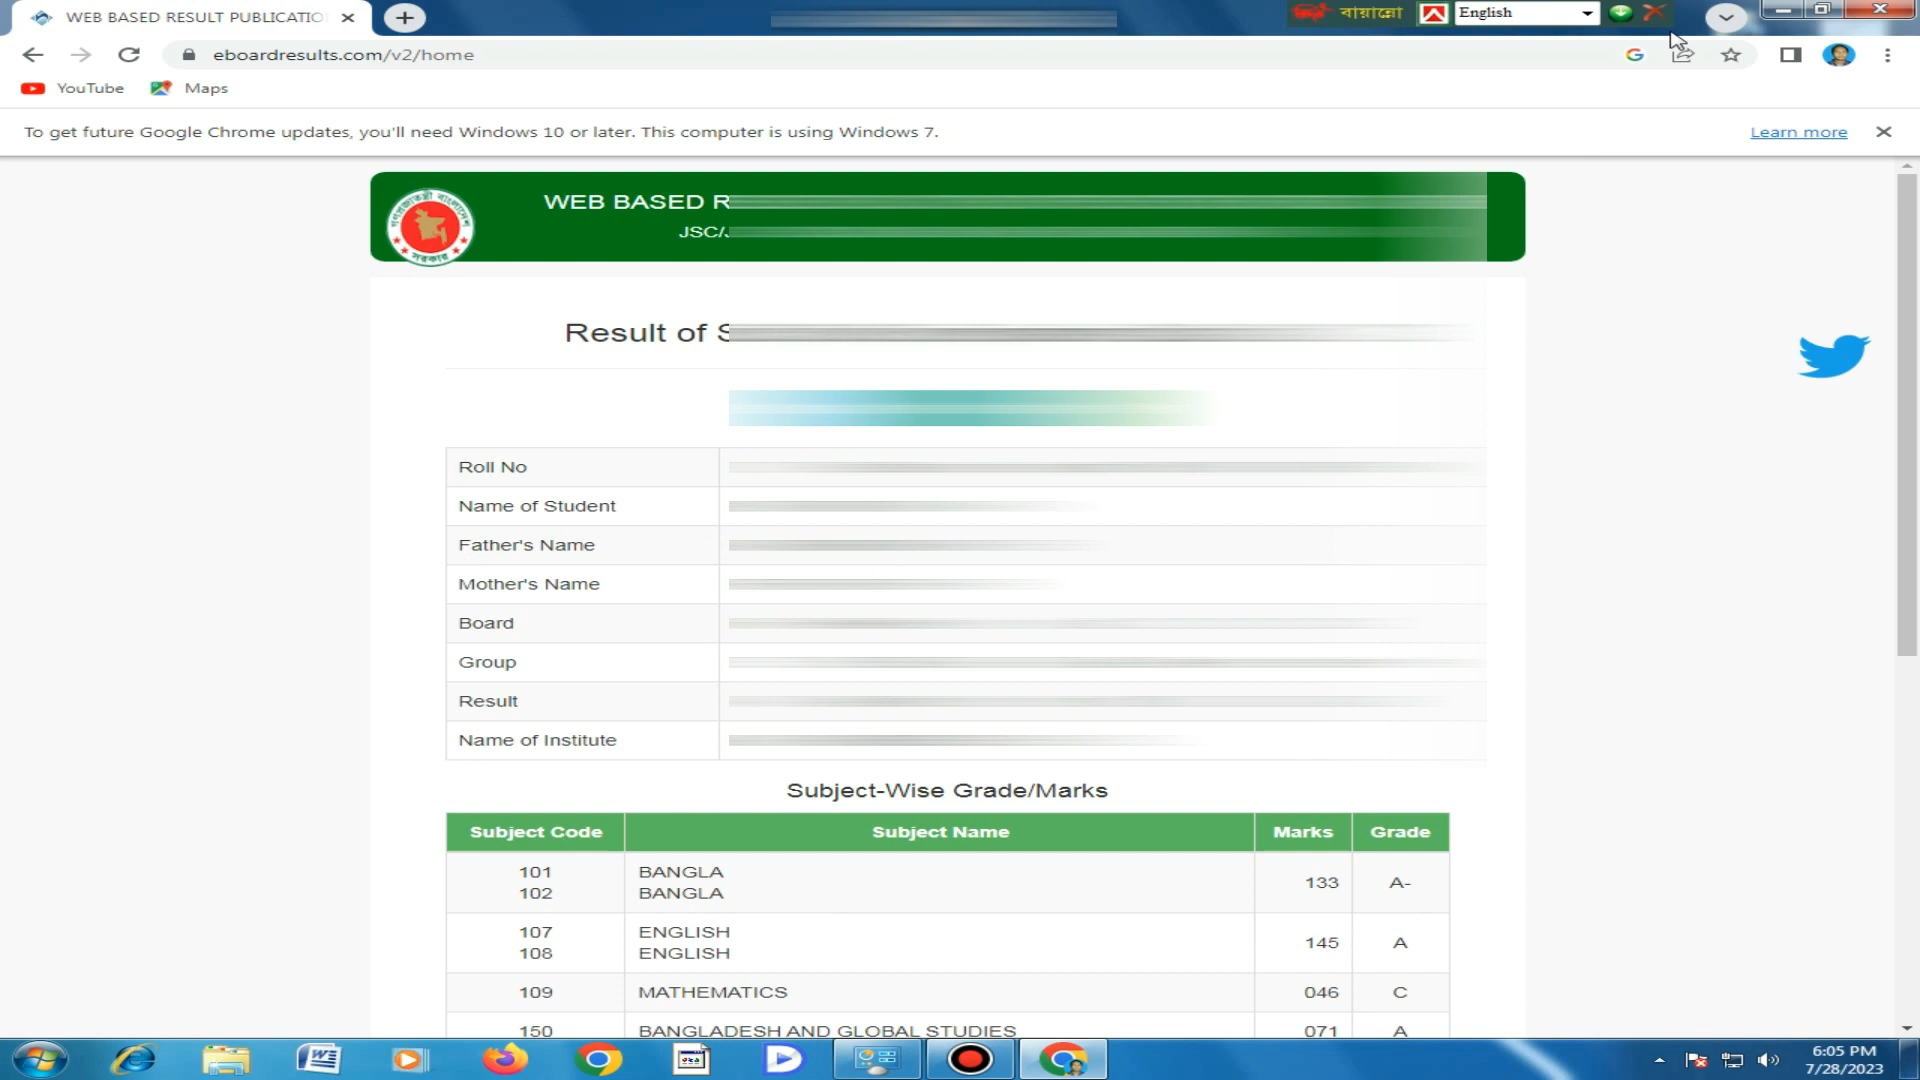 WEB BASED RESULT PUBLICATIO
বায়ান্নো
English
eboardresults.com/v2/home
YouTube
Maps
To get future Google Chrome updates, you'll need Windows 10 or later. This computer is using Windows 7.
Learn more
গণপ্রজাতন্ত্রী বাংলাদেশ
সরকার
WEB BASED
JSC/
Result of
Roll No
Name of Student
Father's Name
Mother's Name
Board
Group
Result
Name of Institute
Subject-Wise Grade/Marks
Subject Code Subject Name Marks Grade
101 BANGLA
102 BANGLA
133 A-
107 ENGLISH
108 ENGLISH
145 A
109 MATHEMATICS 046 C
150 BANGLADESH AND GLOBAL STUDIES 071 A
6:05 PM
7/28/2023